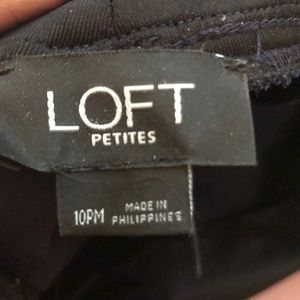 LOFT
PETITES
10PM
MADE IN
PHILIPPINES